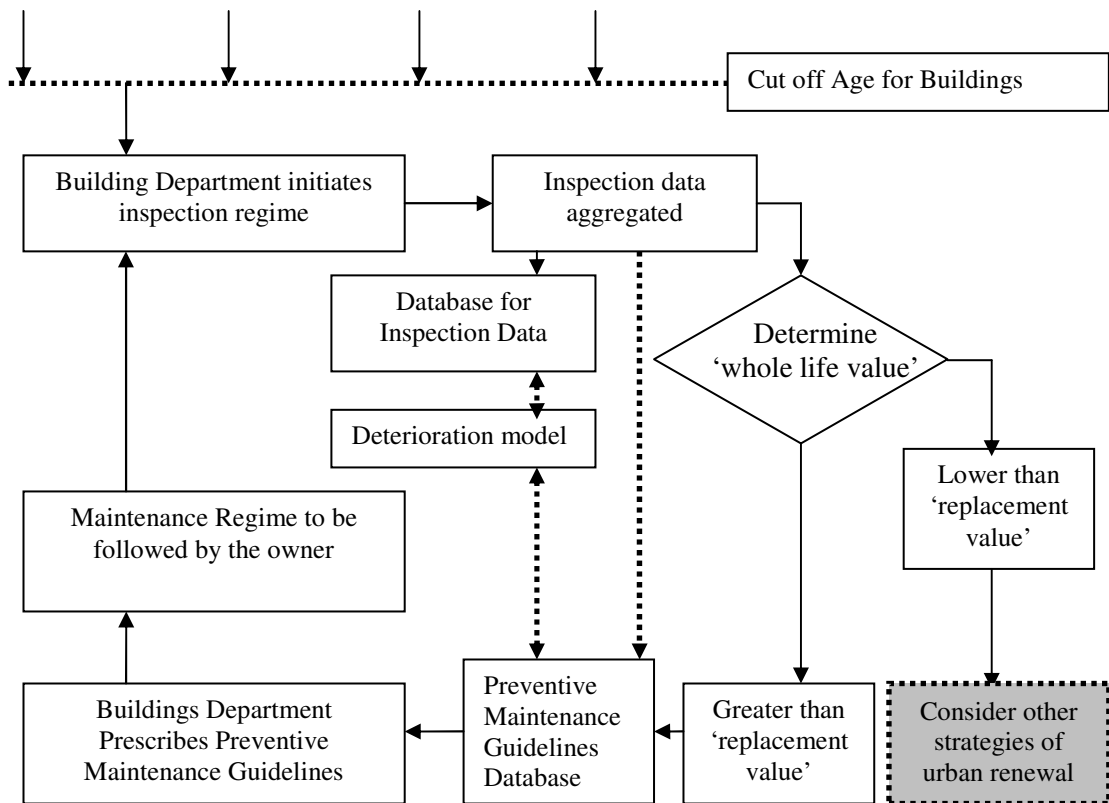 Cut off Age for Buildings
Building Department initiates
inspection regime
Inspection data
aggregated
Database for
Inspection Data
Determine
‘whole life value’
Deterioration model
Lower than
‘replacement
value’
Maintenance Regime to be
followed by the owner
Buildings Department
Prescribes Preventive
Maintenance Guidelines
Preventive
Maintenance
Guidelines
Database
Greater than
‘replacement
value’
Consider other
strategies of
urban renewal